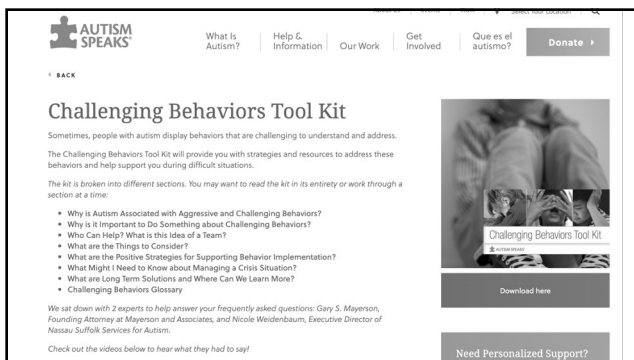 Select Your Location
AUTISM
SPEAKS®
What Is
Autism?
Help &
Information
Our Work
Get
Involved
Que es el
autismo?
Donate
BACK
Challenging Behaviors Tool Kit
Sometimes, people with autism display behaviors that are challenging to understand and address.
The Challenging Behaviors Tool Kit will provide you with strategies and resources to address these
behaviors and help support you during difficult situations.
The kit is broken into different sections. You may want to read the kit in its entirety or work through a
section at a time:
• Why is Autism Associated with Aggressive and Challenging Behaviors?
• Why is it Important to Do Something about Challenging Behaviors?
• Who Can Help? What is this Idea of a Team?
• What are the Things to Consider?
• What are the Positive Strategies for Supporting Behavior Implementation?
• What Might I Need to Know about Managing a Crisis Situation?
• What are Long Term Solutions and Where Can We Learn More?
• Challenging Behaviors Glossary
We sat down with 2 experts to help answer your frequently asked questions: Gary S. Mayerson,
Founding Attorney at Mayerson and Associates, and Nicole Weidenbaum, Executive Director of
Nassau Suffolk Services for Autism.
Check out the videos below to hear what they had to say!
Challenging Behaviors Tool Kit
AUTISM SPEAKS
Download here
Need Personalized Support?